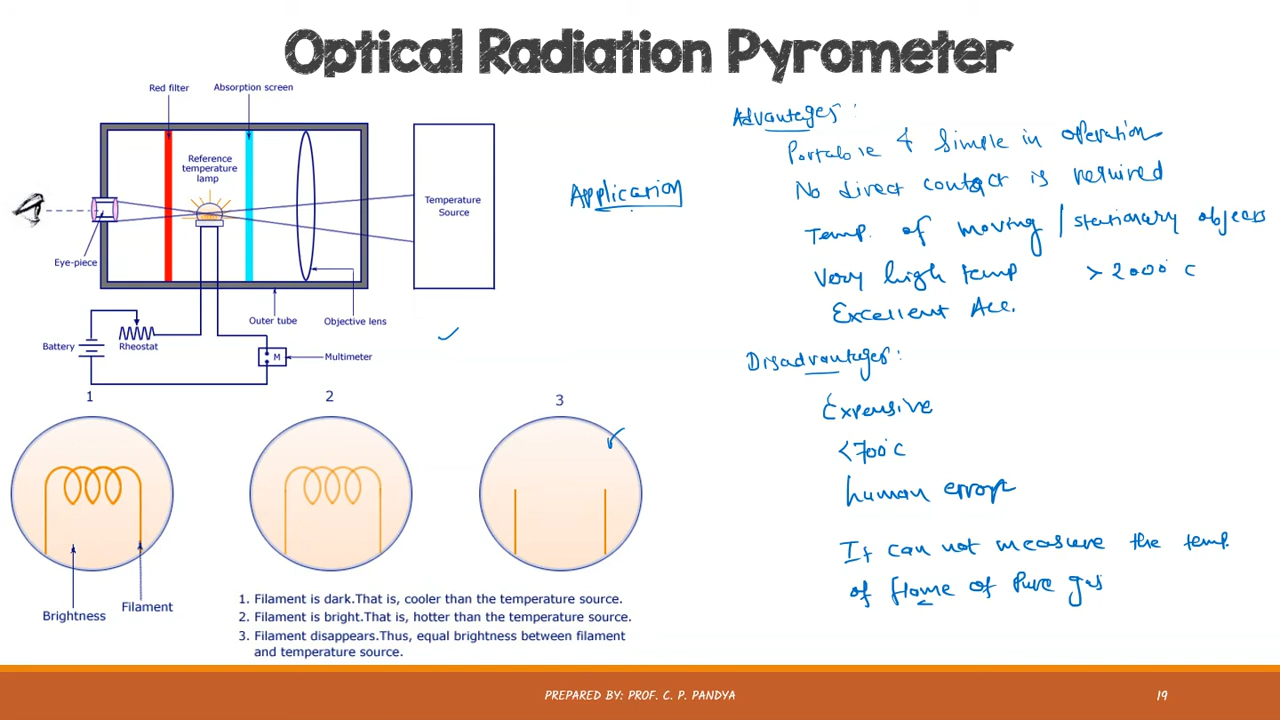 Optical Radiation Pyrometer
Red filter
Absorption screen
Reference
temperature
lamp
Temperature
Source
Eye-piece
Outer tube
Objective lens
Battery
Rheostat
M
Multimeter
1
2
3
Brightness
Filament
1. Filament is dark.That is, cooler than the temperature source.
2. Filament is bright.That is, hotter than the temperature source.
3. Filament disappears.Thus, equal brightness between filament
and temperature source.
Application
Advantages :
Portable & simple in operation
No direct contact is required
Temp. of moving / stationary objects
Very high temp > 2000° C
Excellent Acc.
Disadvantages :
Expensive
<700°C
human error
It can not measure the temp.
of flame of Pure gas
PREPARED BY: PROF. C. P. PANDYA
19